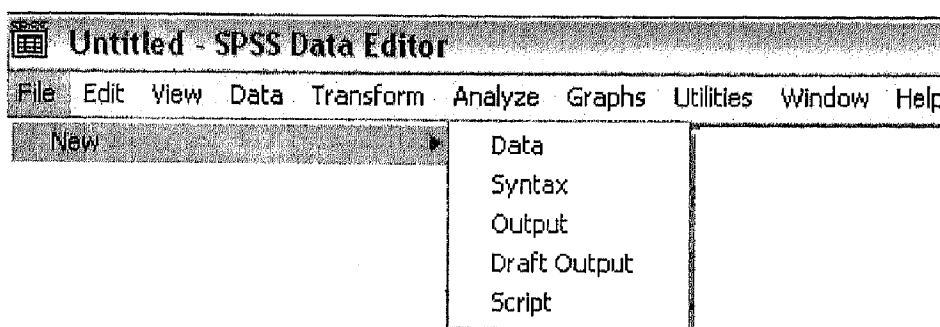 Untitled - SPSS Data Editor
File Edit View Data Transform Analyze Graphs Utilities Window Help
New
Data
Syntax
Output
Draft Output
Script